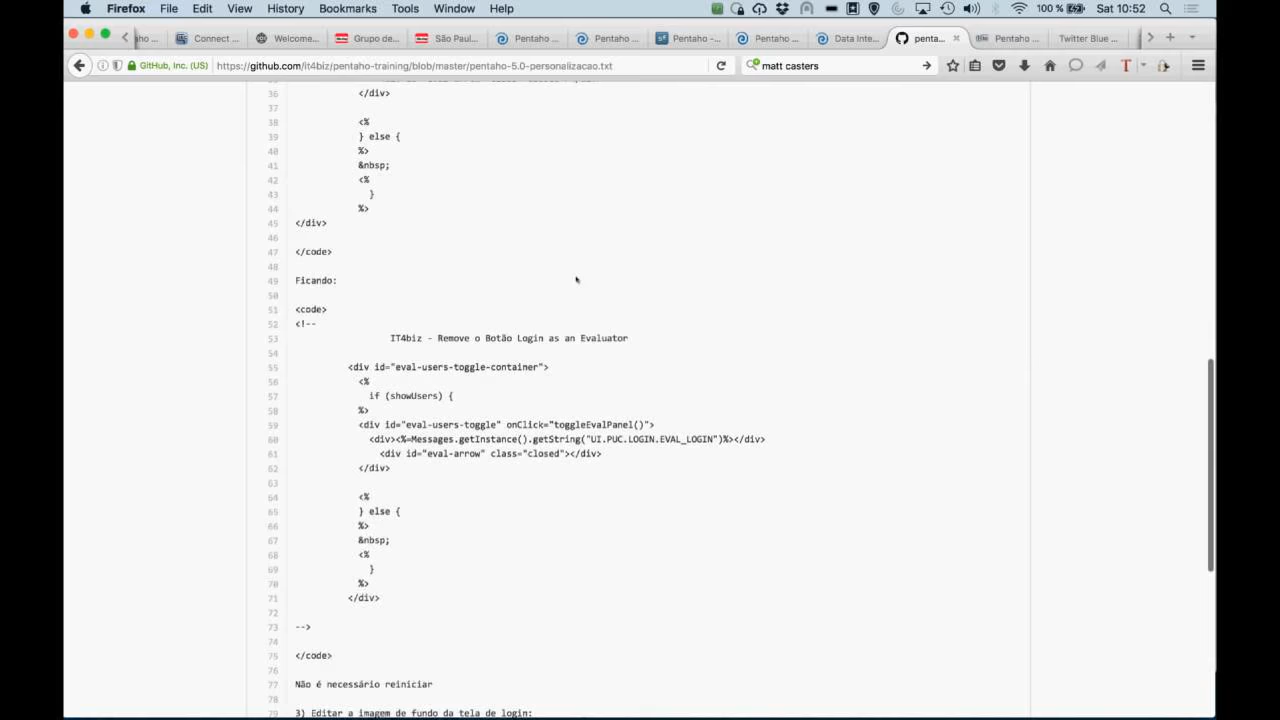 Firefox File Edit View History Bookmarks Tools Window Help 100 % Sat 10:52
ho ... Connect ... Welcome... Grupo de... São Paul... Pentaho ... Pentaho ... Pentaho -... Pentaho ... Data Inte... penta... Pentaho ... Twitter Blue ...
GitHub, Inc. (US) https://github.com/it4biz/pentaho-training/blob/master/pentaho-5.0-personalizacao.txt matt casters
36 </div>
37
38 <%
39 } else {
40 %>
41 &nbsp;
42 <%
43 }
44 %>
45 </div>
46
47 </code>
48
49 Ficando:
50
51 <code>
52 <!--
53 IT4biz - Remove o Botão Login as an Evaluator
54
55 <div id="eval-users-toggle-container">
56 <%
57 if (showUsers) {
58 %>
59 <div id="eval-users-toggle" onClick="toggleEvalPanel()">
60 <div><%=Messages.getInstance().getString("UI.PUC.LOGIN.EVAL_LOGIN")%></div>
61 <div id="eval-arrow" class="closed"></div>
62 </div>
63
64 <%
65 } else {
66 %>
67 &nbsp;
68 <%
69 }
70 %>
71 </div>
72
73 -->
74
75 </code>
76
77 Não é necessário reiniciar
78
79 3) Editar a imagem de fundo da tela de login: